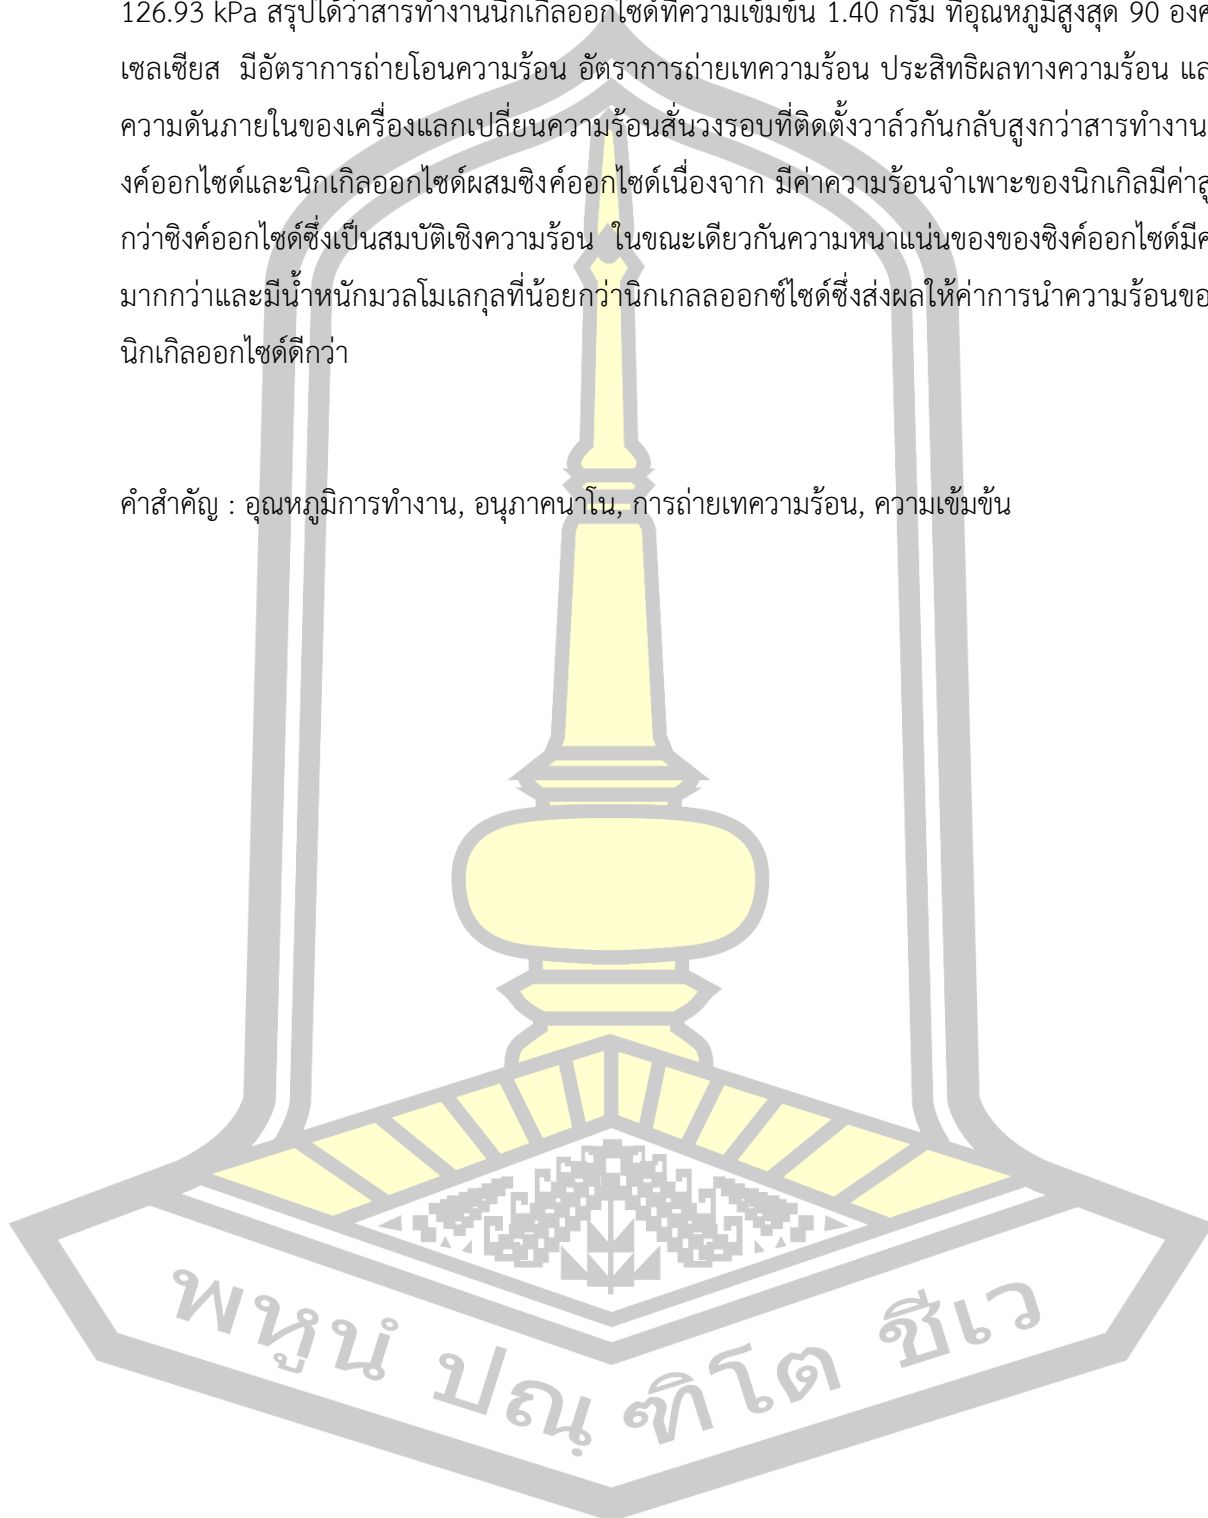 126.93 kPa สรุปได้ว่าสารทำงานนิกเกิลออกไซด์ที่ความเข้มข้น 1.40 กรัม ที่อุณหภูมิสูงสุด 90 องศ
เซลเซียส มีอัตราการถ่ายโอนความร้อน อัตราการถ่ายเทความร้อน ประสิทธิผลทางความร้อน แล
ความดันภายในของเครื่องแลกเปลี่ยนความร้อนสั่นวงรอบที่ติดตั้งวาล์วกันกลับสูงกว่าสารทำงาน
งค์ออกไซด์และนิกเกิลออกไซด์ผสมซิงค์ออกไซด์เนื่องจาก มีค่าความร้อนจำเพาะของนิกเกิลมีค่าสู
กว่าซิงค์ออกไซด์ซึ่งเป็นสมบัติเชิงความร้อน ในขณะเดียวกันความหนาแน่นของของซิงค์ออกไซด์มีค
มากกว่าและมีน้ำหนักมวลโมเลกุลที่น้อยกว่านิกเกลลออกซ์ไซด์ซึ่งส่งผลให้ค่าการนำความร้อนขอ
นิกเกิลออกไซด์ดีกว่า
คำสำคัญ : อุณหภูมิการทำงาน, อนุภาคนาโน, การถ่ายเทความร้อน, ความเข้มข้น
พหูนํ ปณฺฑิโต ชีเว